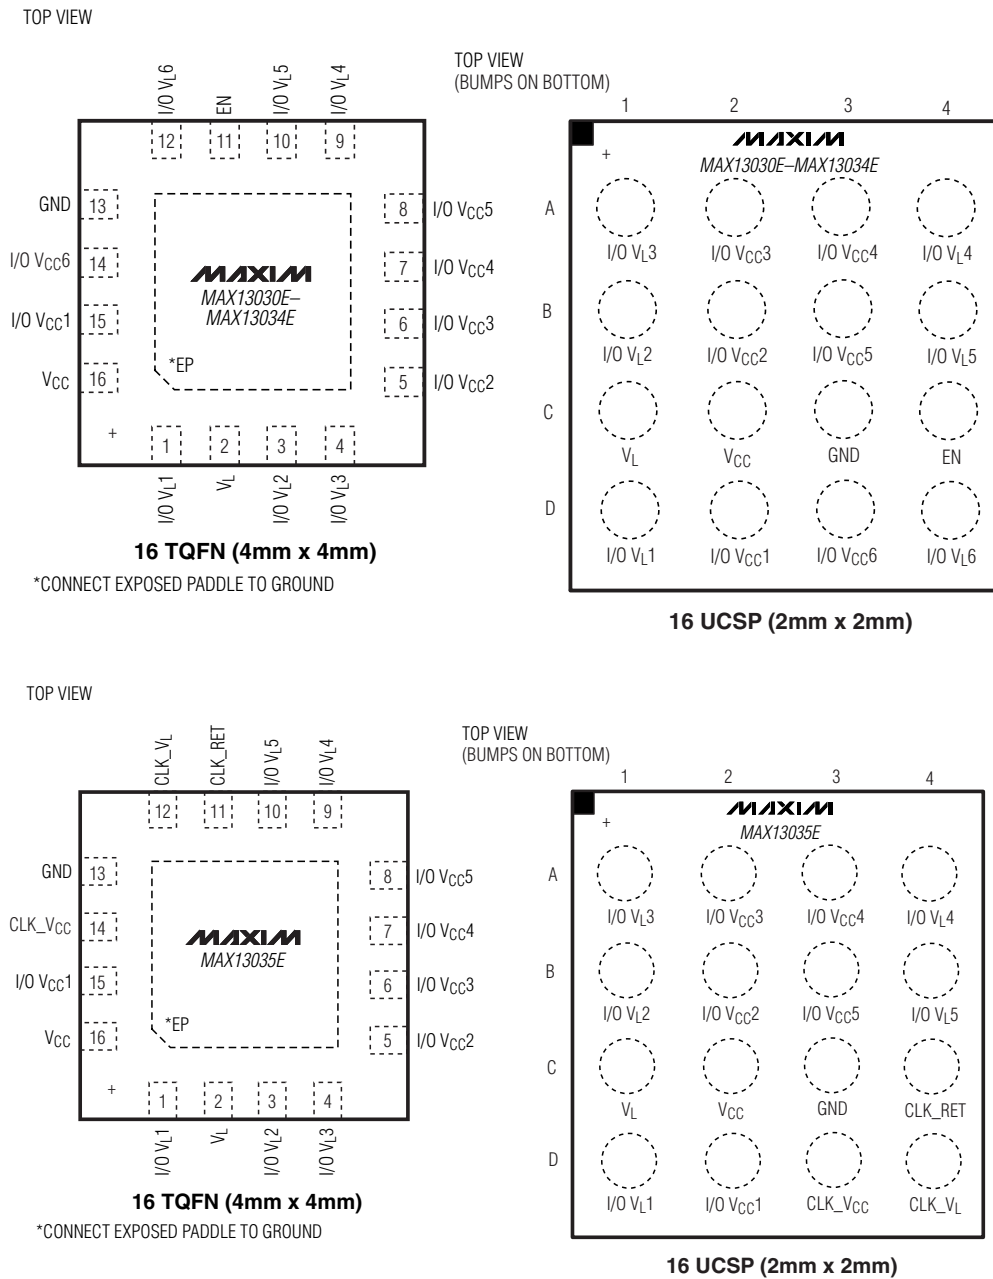 TOP VIEW
I/O VL6
EN
I/O VL5
I/O VL4
12
11
10
9
GND
13
I/O VCC6
14
I/O VCC1
15
VCC
16
8
I/O VCC5
7
I/O VCC4
6
I/O VCC3
5
I/O VCC2
MAXIM
MAX13030E–
MAX13034E
*EP
+
1
2
3
4
I/O VL1
VL
I/O VL2
I/O VL3
16 TQFN (4mm x 4mm)
*CONNECT EXPOSED PADDLE TO GROUND
TOP VIEW
(BUMPS ON BOTTOM)
1 2 3 4
+
MAXIM
MAX13030E–MAX13034E
A
I/O VL3 I/O VCC3 I/O VCC4 I/O VL4
B
I/O VL2 I/O VCC2 I/O VCC5 I/O VL5
C
VL VCC GND EN
D
I/O VL1 I/O VCC1 I/O VCC6 I/O VL6
16 UCSP (2mm x 2mm)
TOP VIEW
CLK_VL
CLK_RET
I/O VL5
I/O VL4
12
11
10
9
GND
13
CLK_VCC
14
I/O VCC1
15
VCC
16
8
I/O VCC5
7
I/O VCC4
6
I/O VCC3
5
I/O VCC2
MAXIM
MAX13035E
*EP
+
1
2
3
4
I/O VL1
VL
I/O VL2
I/O VL3
16 TQFN (4mm x 4mm)
*CONNECT EXPOSED PADDLE TO GROUND
TOP VIEW
(BUMPS ON BOTTOM)
1 2 3 4
+
MAXIM
MAX13035E
A
I/O VL3 I/O VCC3 I/O VCC4 I/O VL4
B
I/O VL2 I/O VCC2 I/O VCC5 I/O VL5
C
VL VCC GND CLK_RET
D
I/O VL1 I/O VCC1 CLK_VCC CLK_VL
16 UCSP (2mm x 2mm)